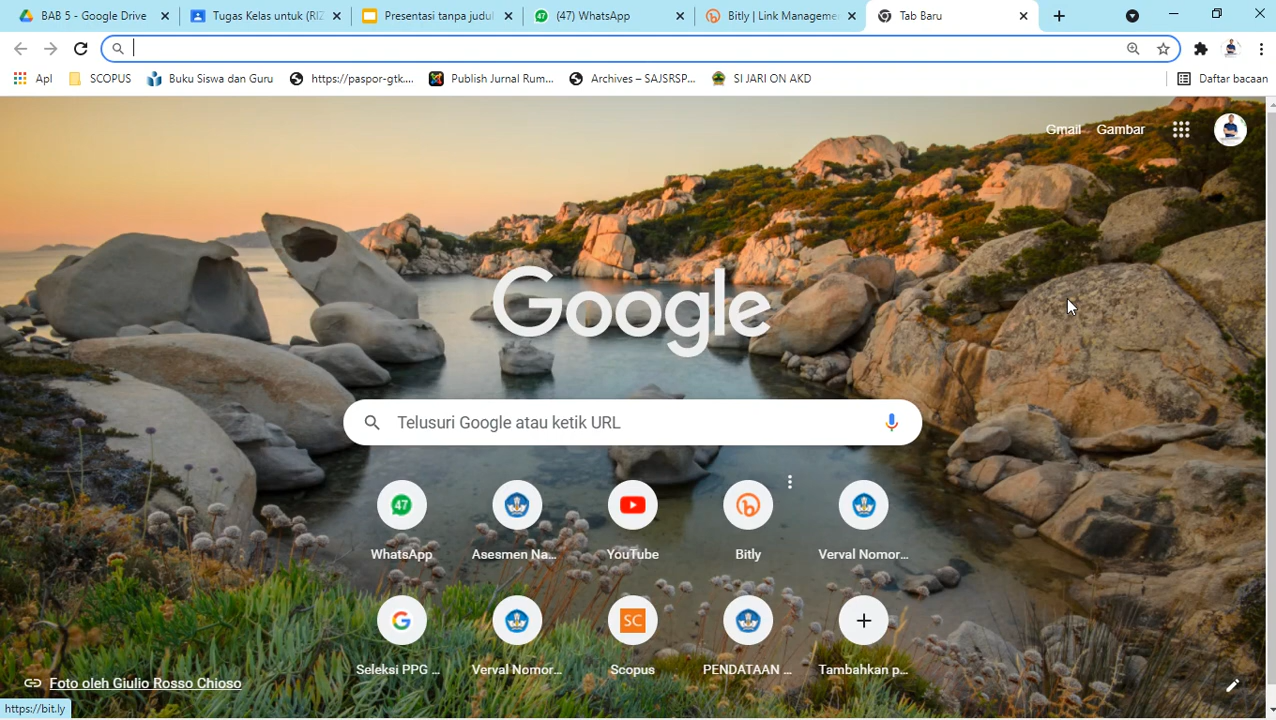 BAB 5 - Google Drive
Tugas Kelas untuk (RIZ
Presentasi tanpa judul
(47) WhatsApp
Bitly | Link Manageme
Tab Baru
Apl
SCOPUS
Buku Siswa dan Guru
https://paspor-gtk....
Publish Jurnal Rum...
Archives – SAJSRSP...
SI JARI ON AKD
Daftar bacaan
Gmail
Gambar
Google
Telusuri Google atau ketik URL
47
WhatsApp
Asesmen Na...
YouTube
Bitly
Verval Nomor...
SC
Seleksi PPG ...
Verval Nomor...
Scopus
PENDATAAN ...
Tambahkan p...
Foto oleh Giulio Rosso Chioso
https://bit.ly